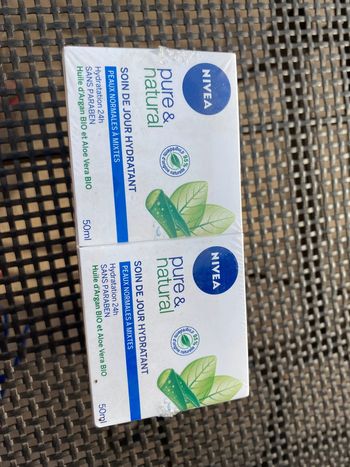 NIVEA
pure &
natural
SOIN DE JOUR HYDRATANT
PEAUX NORMALES À MIXTES
Hydratation 24h
SANS PARABEN
Huile d'Argan BIO et Aloe Vera BIO
50ml
NIVEA
pure &
natural
SOIN DE JOUR HYDRATANT
PEAUX NORMALES À MIXTES
Hydratation 24h
SANS PARABEN
Huile d'Argan BIO et Aloe Vera BIO
50ml